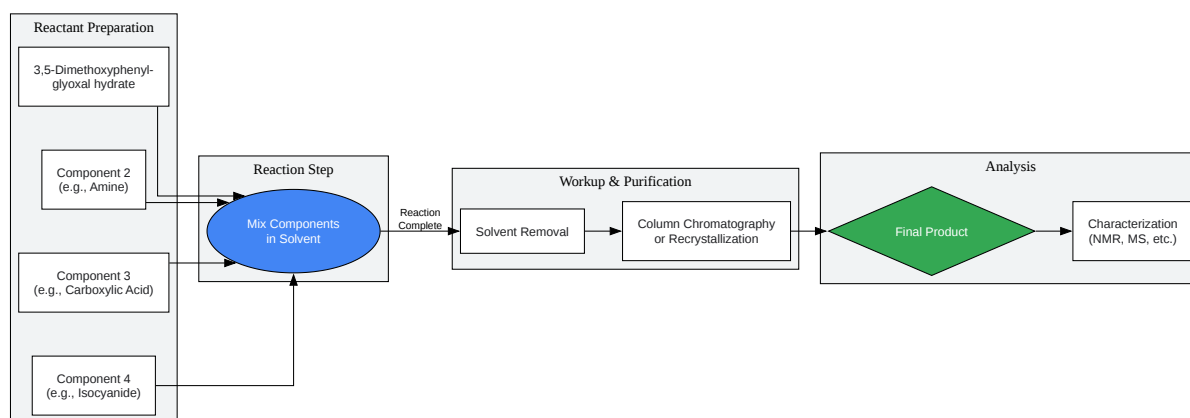 Reactant Preparation
3,5-Dimethoxyphenyl-
glyoxal hydrate
Component 2
(e.g., Amine)
Component 3
(e.g., Carboxylic Acid)
Component 4
(e.g., Isocyanide)
Reaction Step
Mix Components
in Solvent
Reaction
Complete
Workup & Purification
Solvent Removal
Column Chromatography
or Recrystallization
Analysis
Final Product
Characterization
(NMR, MS, etc.)